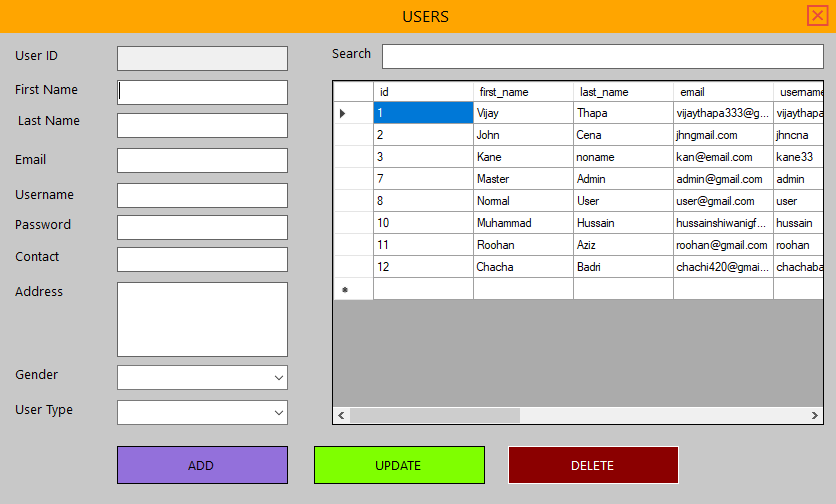 USERS
User ID
First Name
Last Name
Email
Username
Password
Contact
Address
Gender
User Type
Search
id first_name last_name email username
1 Vijay Thapa vijaythapa333@g... vijaythapa
2 John Cena jhngmail.com jhncna
3 Kane noname kan@email.com kane33
7 Master Admin admin@gmail.com admin
8 Normal User user@gmail.com user
10 Muhammad Hussain hussainshiwanigf... hussain
11 Roohan Aziz roohan@gmail.com roohan
12 Chacha Badri chachi420@gmai... chachaba
ADD UPDATE DELETE